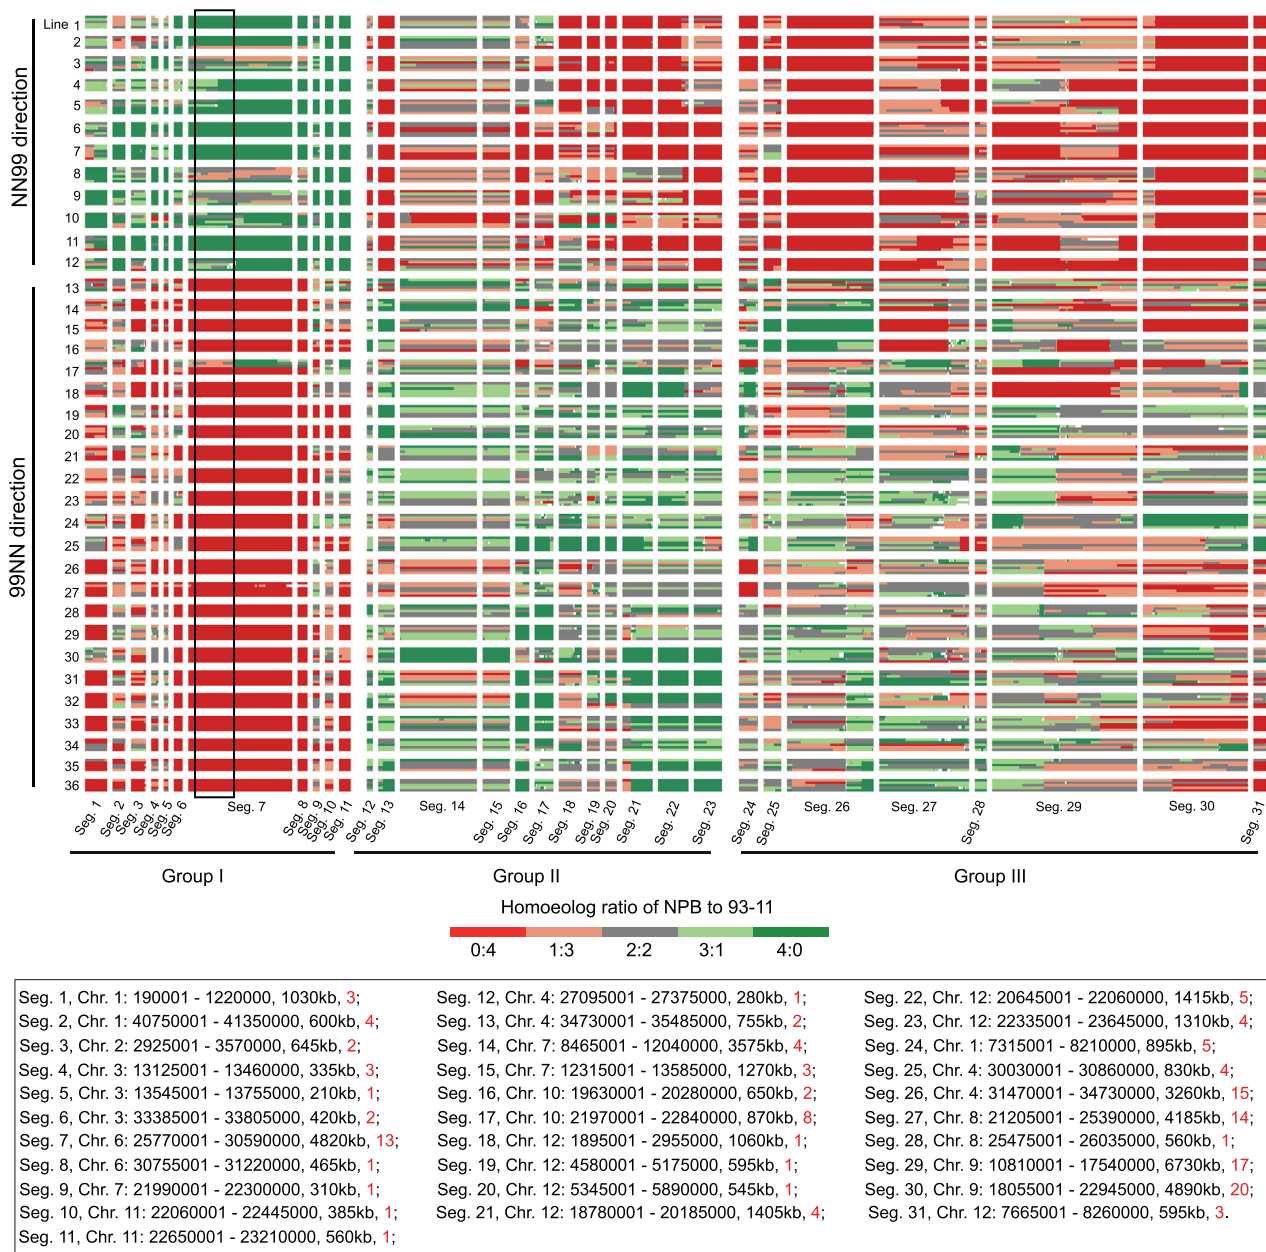 Line 1
2
3
4
5
6
7
8
9
10
11
12
13
14
15
16
17
18
19
20
21
22
23
24
25
26
27
28
29
30
31
32
33
34
35
36
NN99 direction
99NN direction
Seg. 1
Seg. 2
Seg. 3
Seg. 4
Seg. 5
Seg. 6
Seg. 7
Seg. 8
Seg. 9
Seg. 10
Seg. 11
Seg. 12
Seg. 13
Seg. 14
Seg. 15
Seg. 16
Seg. 17
Seg. 18
Seg. 19
Seg. 20
Seg. 21
Seg. 22
Seg. 23
Seg. 24
Seg. 25
Seg. 26
Seg. 27
Seg. 28
Seg. 29
Seg. 30
Seg. 31
Group I
Group II
Group III
Homoeolog ratio of NPB to 93-11
0:4 1:3 2:2 3:1 4:0
Seg. 1, Chr. 1: 190001 - 1220000, 1030kb, 3;
Seg. 2, Chr. 1: 40750001 - 41350000, 600kb, 4;
Seg. 3, Chr. 2: 2925001 - 3570000, 645kb, 2;
Seg. 4, Chr. 3: 13125001 - 13460000, 335kb, 3;
Seg. 5, Chr. 3: 13545001 - 13755000, 210kb, 1;
Seg. 6, Chr. 3: 33385001 - 33805000, 420kb, 2;
Seg. 7, Chr. 6: 25770001 - 30590000, 4820kb, 13;
Seg. 8, Chr. 6: 30755001 - 31220000, 465kb, 1;
Seg. 9, Chr. 7: 21990001 - 22300000, 310kb, 1;
Seg. 10, Chr. 11: 22060001 - 22445000, 385kb, 1;
Seg. 11, Chr. 11: 22650001 - 23210000, 560kb, 1;
Seg. 12, Chr. 4: 27095001 - 27375000, 280kb, 1;
Seg. 13, Chr. 4: 34730001 - 35485000, 755kb, 2;
Seg. 14, Chr. 7: 8465001 - 12040000, 3575kb, 4;
Seg. 15, Chr. 7: 12315001 - 13585000, 1270kb, 3;
Seg. 16, Chr. 10: 19630001 - 20280000, 650kb, 2;
Seg. 17, Chr. 10: 21970001 - 22840000, 870kb, 8;
Seg. 18, Chr. 12: 1895001 - 2955000, 1060kb, 1;
Seg. 19, Chr. 12: 4580001 - 5175000, 595kb, 1;
Seg. 20, Chr. 12: 5345001 - 5890000, 545kb, 1;
Seg. 21, Chr. 12: 18780001 - 20185000, 1405kb, 4;
Seg. 22, Chr. 12: 20645001 - 22060000, 1415kb, 5;
Seg. 23, Chr. 12: 22335001 - 23645000, 1310kb, 4;
Seg. 24, Chr. 1: 7315001 - 8210000, 895kb, 5;
Seg. 25, Chr. 4: 30030001 - 30860000, 830kb, 4;
Seg. 26, Chr. 4: 31470001 - 34730000, 3260kb, 15;
Seg. 27, Chr. 8: 21205001 - 25390000, 4185kb, 14;
Seg. 28, Chr. 8: 25475001 - 26035000, 560kb, 1;
Seg. 29, Chr. 9: 10810001 - 17540000, 6730kb, 17;
Seg. 30, Chr. 9: 18055001 - 22945000, 4890kb, 20;
Seg. 31, Chr. 12: 7665001 - 8260000, 595kb, 3.